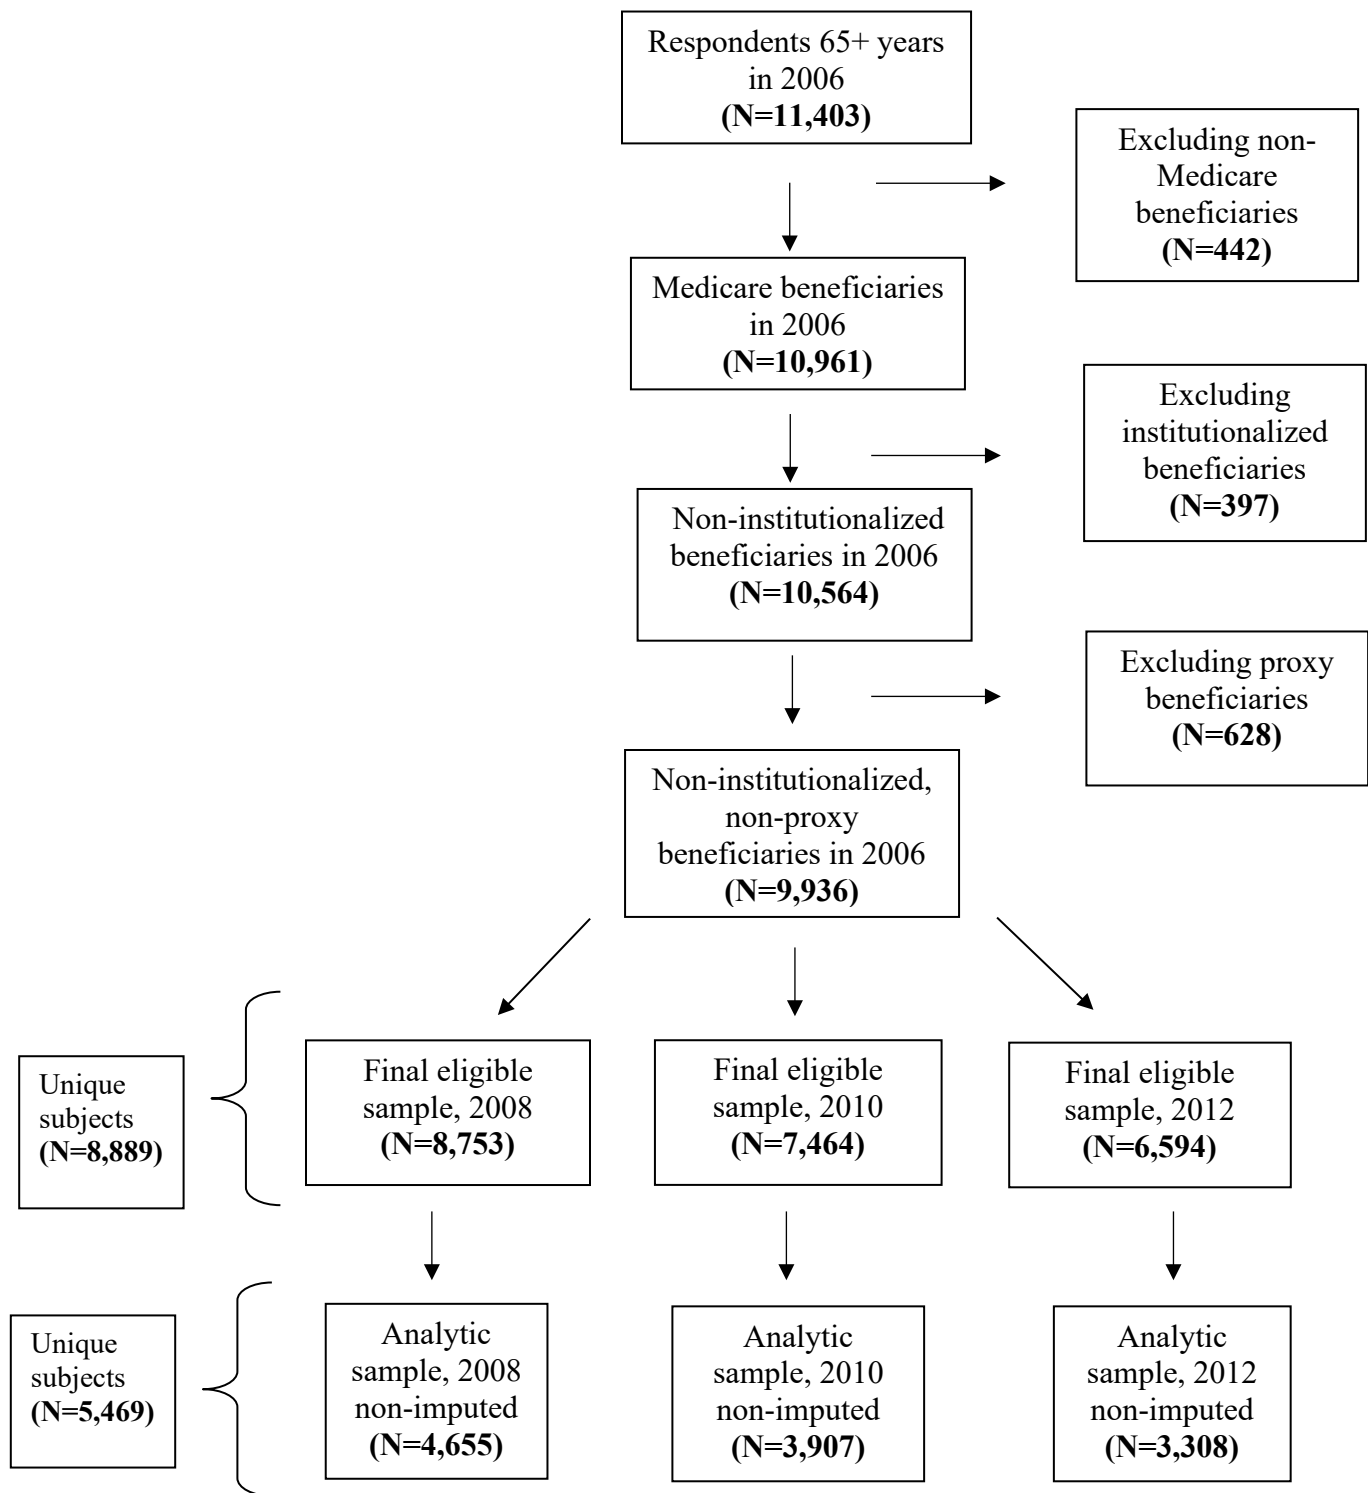 Respondents 65+ years
in 2006
(N=11,403)
Excluding non-
Medicare
beneficiaries
(N=442)
Medicare beneficiaries
in 2006
(N=10,961)
Excluding
institutionalized
beneficiaries
(N=397)
Non-institutionalized
beneficiaries in 2006
(N=10,564)
Excluding proxy
beneficiaries
(N=628)
Non-institutionalized,
non-proxy
beneficiaries in 2006
(N=9,936)
Unique
subjects
(N=8,889)
Final eligible
sample, 2008
(N=8,753)
Final eligible
sample, 2010
(N=7,464)
Final eligible
sample, 2012
(N=6,594)
Unique
subjects
(N=5,469)
Analytic
sample, 2008
non-imputed
(N=4,655)
Analytic
sample, 2010
non-imputed
(N=3,907)
Analytic
sample, 2012
non-imputed
(N=3,308)